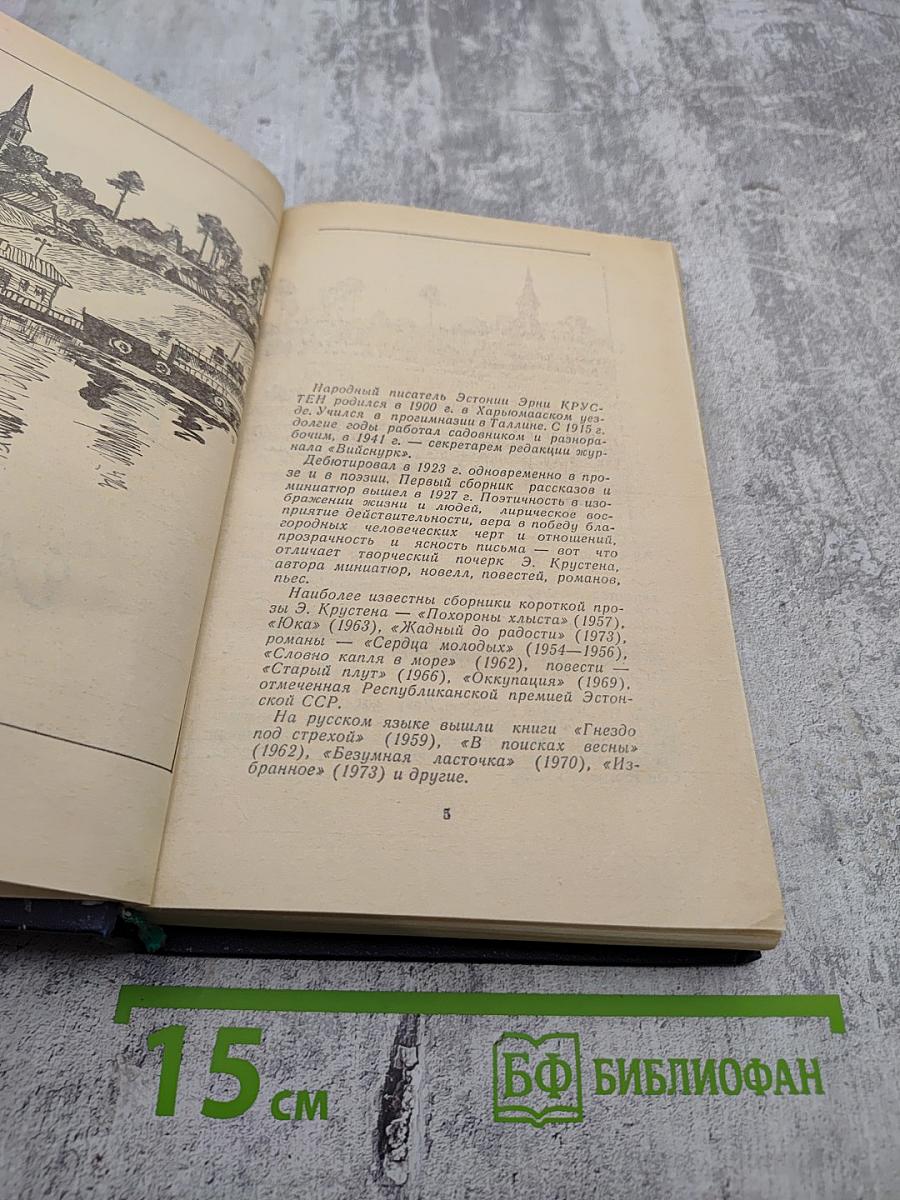 Народный писатель Эстонии Эрни КРУС-
ТЕН родился в 1900 г. в Харьюмааском уез-
де. Учился в прогимназии в Таллине. С 1915 г.
долгие годы работал садовником и разнора-
бочим, в 1941 г. — секретарем редакции жур-
нала «Вийснурк».
Дебютировал в 1923 г. одновременно в про-
зе и в поэзии. Первый сборник рассказов и
миниатюр вышел в 1927 г. Поэтичность в изо-
бражении жизни и людей, лирическое вос-
приятие действительности, вера в победу бла-
городных человеческих черт и отношений,
прозрачность и ясность письма — вот что
отличает творческий почерк Э. Крустена,
автора миниатюр, новелл, повестей, романов,
пьес.
Наиболее известны сборники короткой про-
зы Э. Крустена — «Похороны хлыста» (1957),
«Юка» (1963), «Жадный до радости» (1973),
романы — «Сердца молодых» (1954—1956),
«Словно капля в море» (1962), повести —
«Старый плут» (1966), «Оккупация» (1969),
отмеченная Республиканской премией Эстон-
ской ССР.
На русском языке вышли книги «Гнездо
под стрехой» (1959), «В поисках весны»
(1962), «Безумная ласточка» (1970), «Из-
бранное» (1973) и другие.
5
15 см
БФ БИБЛИОФАН